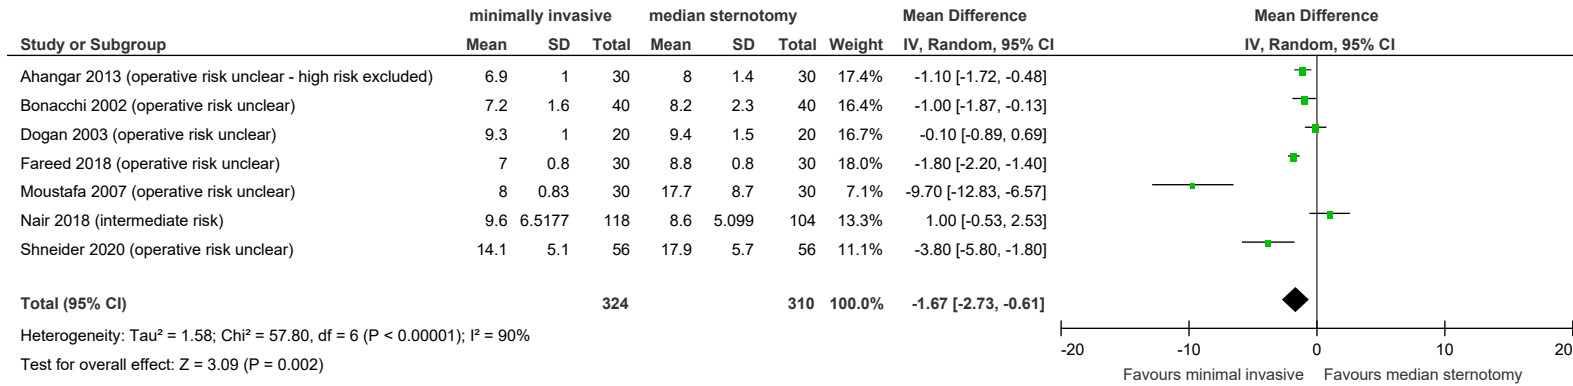 minimally invasive median sternotomy Mean Difference Mean Difference
Study or Subgroup Mean SD Total Mean SD Total Weight IV, Random, 95% CI IV, Random, 95% CI
Ahangar 2013 (operative risk unclear - high risk excluded) 6.9 1 30 8 1.4 30 17.4% -1.10 [-1.72, -0.48]
Bonacchi 2002 (operative risk unclear) 7.2 1.6 40 8.2 2.3 40 16.4% -1.00 [-1.87, -0.13]
Dogan 2003 (operative risk unclear) 9.3 1 20 9.4 1.5 20 16.7% -0.10 [-0.89, 0.69]
Fareed 2018 (operative risk unclear) 7 0.8 30 8.8 0.8 30 18.0% -1.80 [-2.20, -1.40]
Moustafa 2007 (operative risk unclear) 8 0.83 30 17.7 8.7 30 7.1% -9.70 [-12.83, -6.57]
Nair 2018 (intermediate risk) 9.6 6.5177 118 8.6 5.099 104 13.3% 1.00 [-0.53, 2.53]
Shneider 2020 (operative risk unclear) 14.1 5.1 56 17.9 5.7 56 11.1% -3.80 [-5.80, -1.80]
Total (95% CI) 324 310 100.0% -1.67 [-2.73, -0.61]
Heterogeneity: Tau² = 1.58; Chi² = 57.80, df = 6 (P < 0.00001); I² = 90%
Test for overall effect: Z = 3.09 (P = 0.002)
-20 -10 0 10 20
Favours minimal invasive Favours median sternotomy